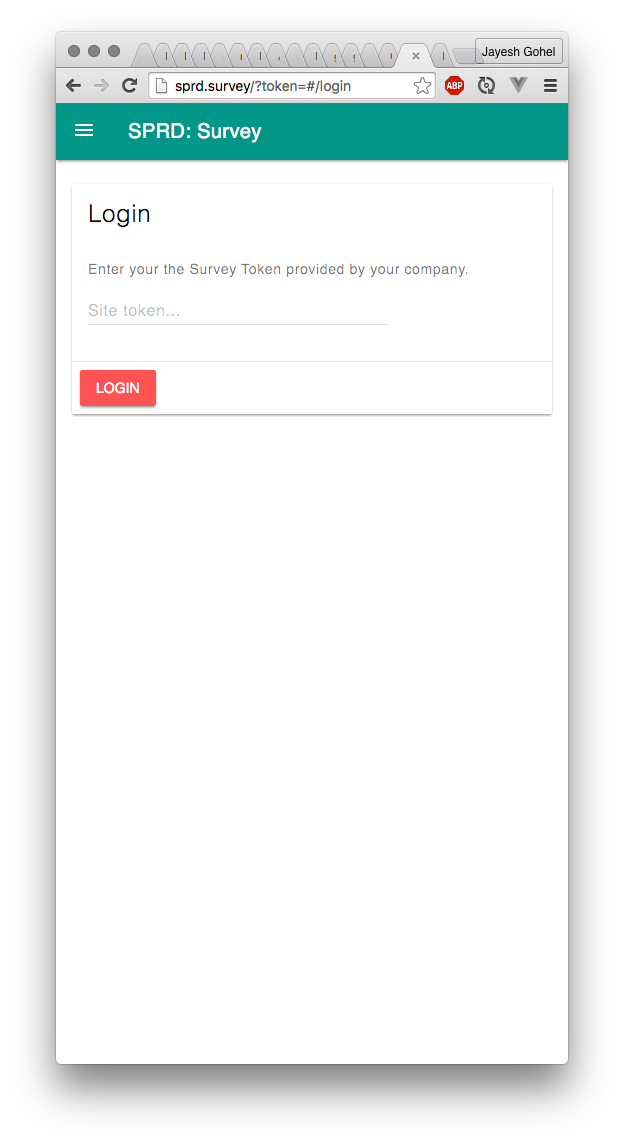 Jayesh Gohel
sprd.survey/?token=#/login
ABP
SPRD: Survey
Login
Enter your the Survey Token provided by your company.
Site token...
LOGIN